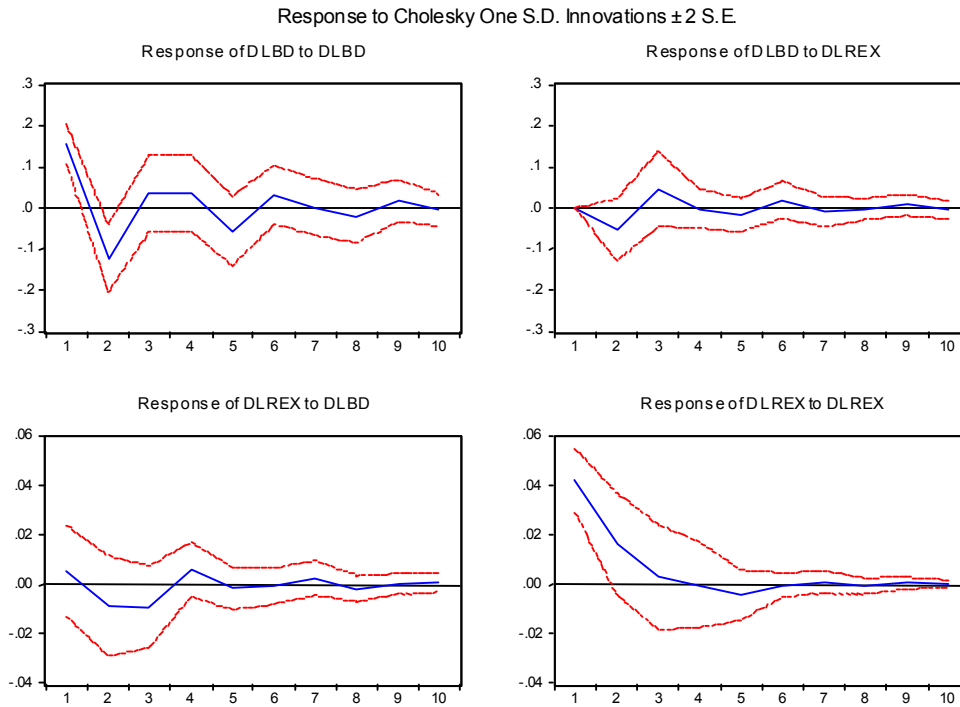 Response to Cholesky One S.D. Innovations ± 2 S.E.
Response of DLBD to DLBD
Response of DLBD to DLREX
.3
.2
.1
.0
-.1
-.2
-.3
1 2 3 4 5 6 7 8 9 10
.3
.2
.1
.0
-.1
-.2
-.3
1 2 3 4 5 6 7 8 9 10
Response of DLREX to DLBD
Response of DLREX to DLREX
.06
.04
.02
.00
-.02
-.04
1 2 3 4 5 6 7 8 9 10
.06
.04
.02
.00
-.02
-.04
1 2 3 4 5 6 7 8 9 10